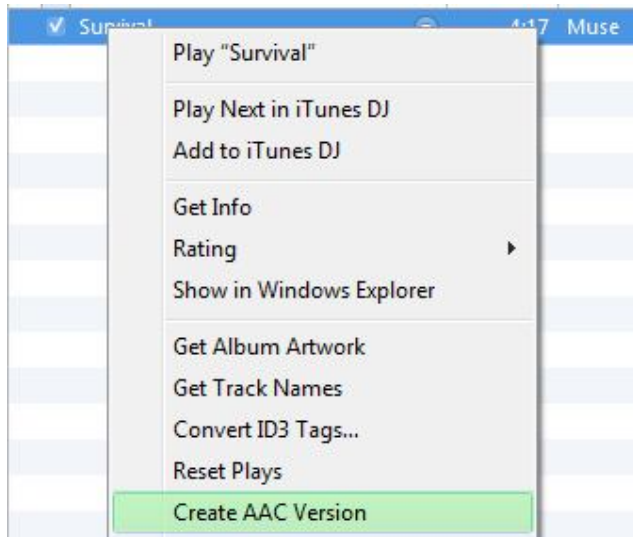 Survival 4:17 Muse
Play “Survival”
Play Next in iTunes DJ
Add to iTunes DJ
Get Info
Rating
Show in Windows Explorer
Get Album Artwork
Get Track Names
Convert ID3 Tags...
Reset Plays
Create AAC Version